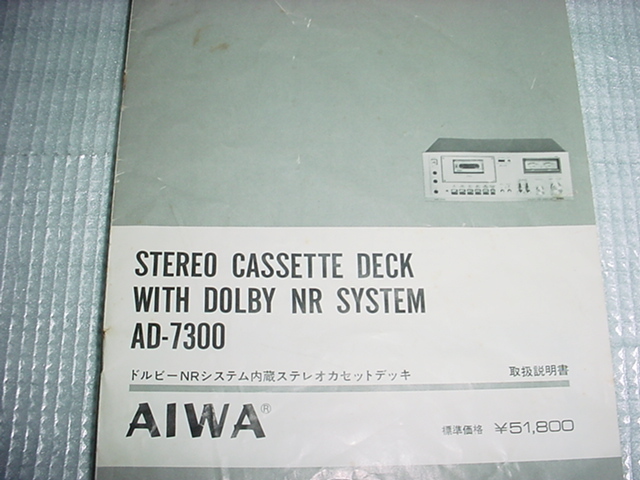 STEREO CASSETTE DECK
WITH DOLBY NR SYSTEM
AD-7300
ドルビーNRシステム内蔵ステレオカセットデッキ 取扱説明書
AIWA® 標準価格 ¥51,800